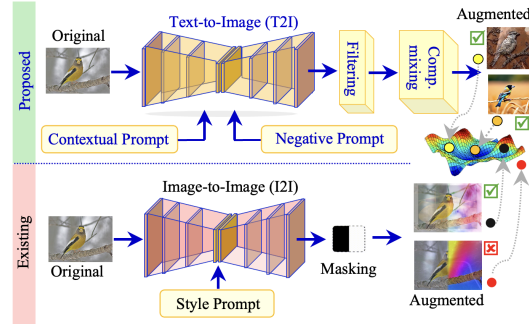 Proposed
Original
Text-to-Image (T2I)
Filtering
Comp.
mixing
Augmented
Contextual Prompt
Negative Prompt
Existing
Original
Image-to-Image (I2I)
Masking
Style Prompt
Augmented